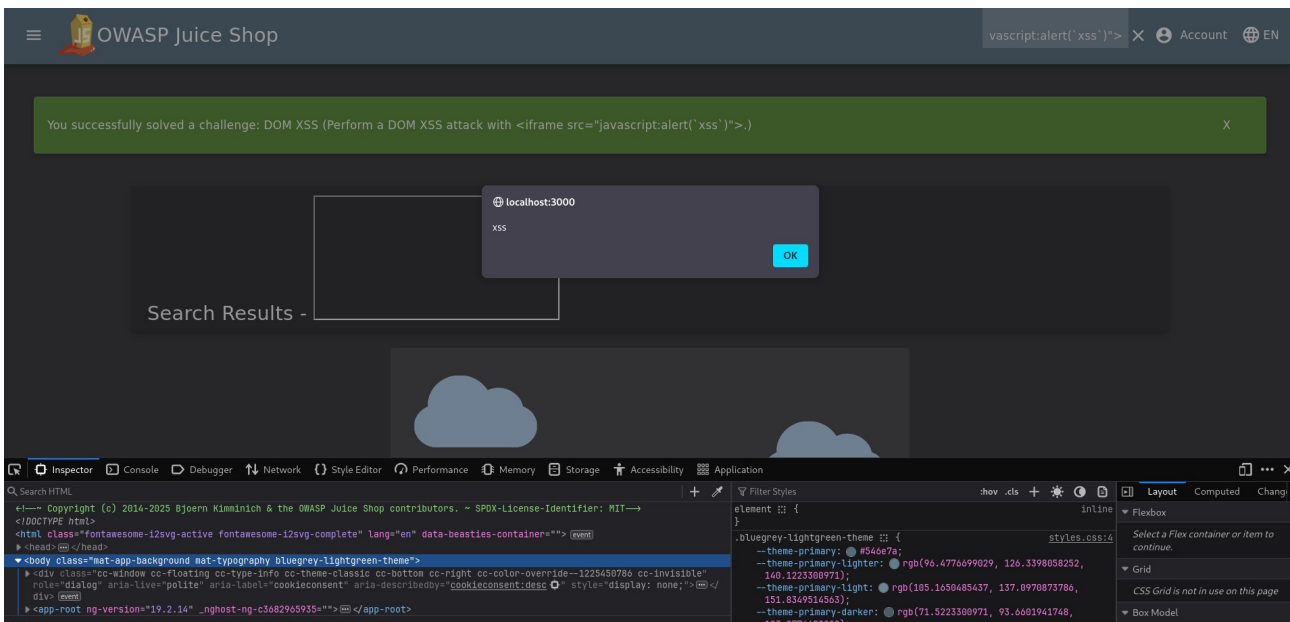 OWASP Juice Shop
vascript:alert(`xss`)">
Account
EN
You successfully solved a challenge: DOM XSS (Perform a DOM XSS attack with <iframe src="javascript:alert(`xss`)">.)
X
localhost:3000
xss
OK
Search Results -
Inspector
Console
Debugger
Network
Style Editor
Performance
Memory
Storage
Accessibility
Application
Search HTML
Filter Styles
:hov .cls
Layout
Computed
Chang
<!-- Copyright (c) 2014-2025 Bjoern Kimminich & the OWASP Juice Shop contributors. ~ SPDX-License-Identifier: MIT-->
<!DOCTYPE html>
<html class="fontawesome-i2svg-active fontawesome-i2svg-complete" lang="en" data-beasties-container=""> event
<head> </head>
<body class="mat-app-background mat-typography bluegrey-lightgreen-theme">
<div class="cc-window cc-floating cc-type-info cc-theme-classic cc-bottom cc-right cc-color-override--1225450786 cc-invisible"
role="dialog" aria-live="polite" aria-label="cookieconsent" aria-describedby="cookieconsent:desc" style="display: none;"> </
div> event
<app-root ng-version="19.2.14" _nghost-ng-c3682965935=""> </app-root>
element {
inline
}
.bluegrey-lightgreen-theme {
styles.css:4
--theme-primary: #546e7a;
--theme-primary-lighter: rgb(96.4776699029, 126.3398058252,
140.1223300971);
--theme-primary-light: rgb(105.1650485437, 137.0970873786,
151.8349514563);
--theme-primary-darker: rgb(71.5223300971, 93.6601941748,
Flexbox
Select a Flex container or item to
continue.
Grid
CSS Grid is not in use on this page
Box Model